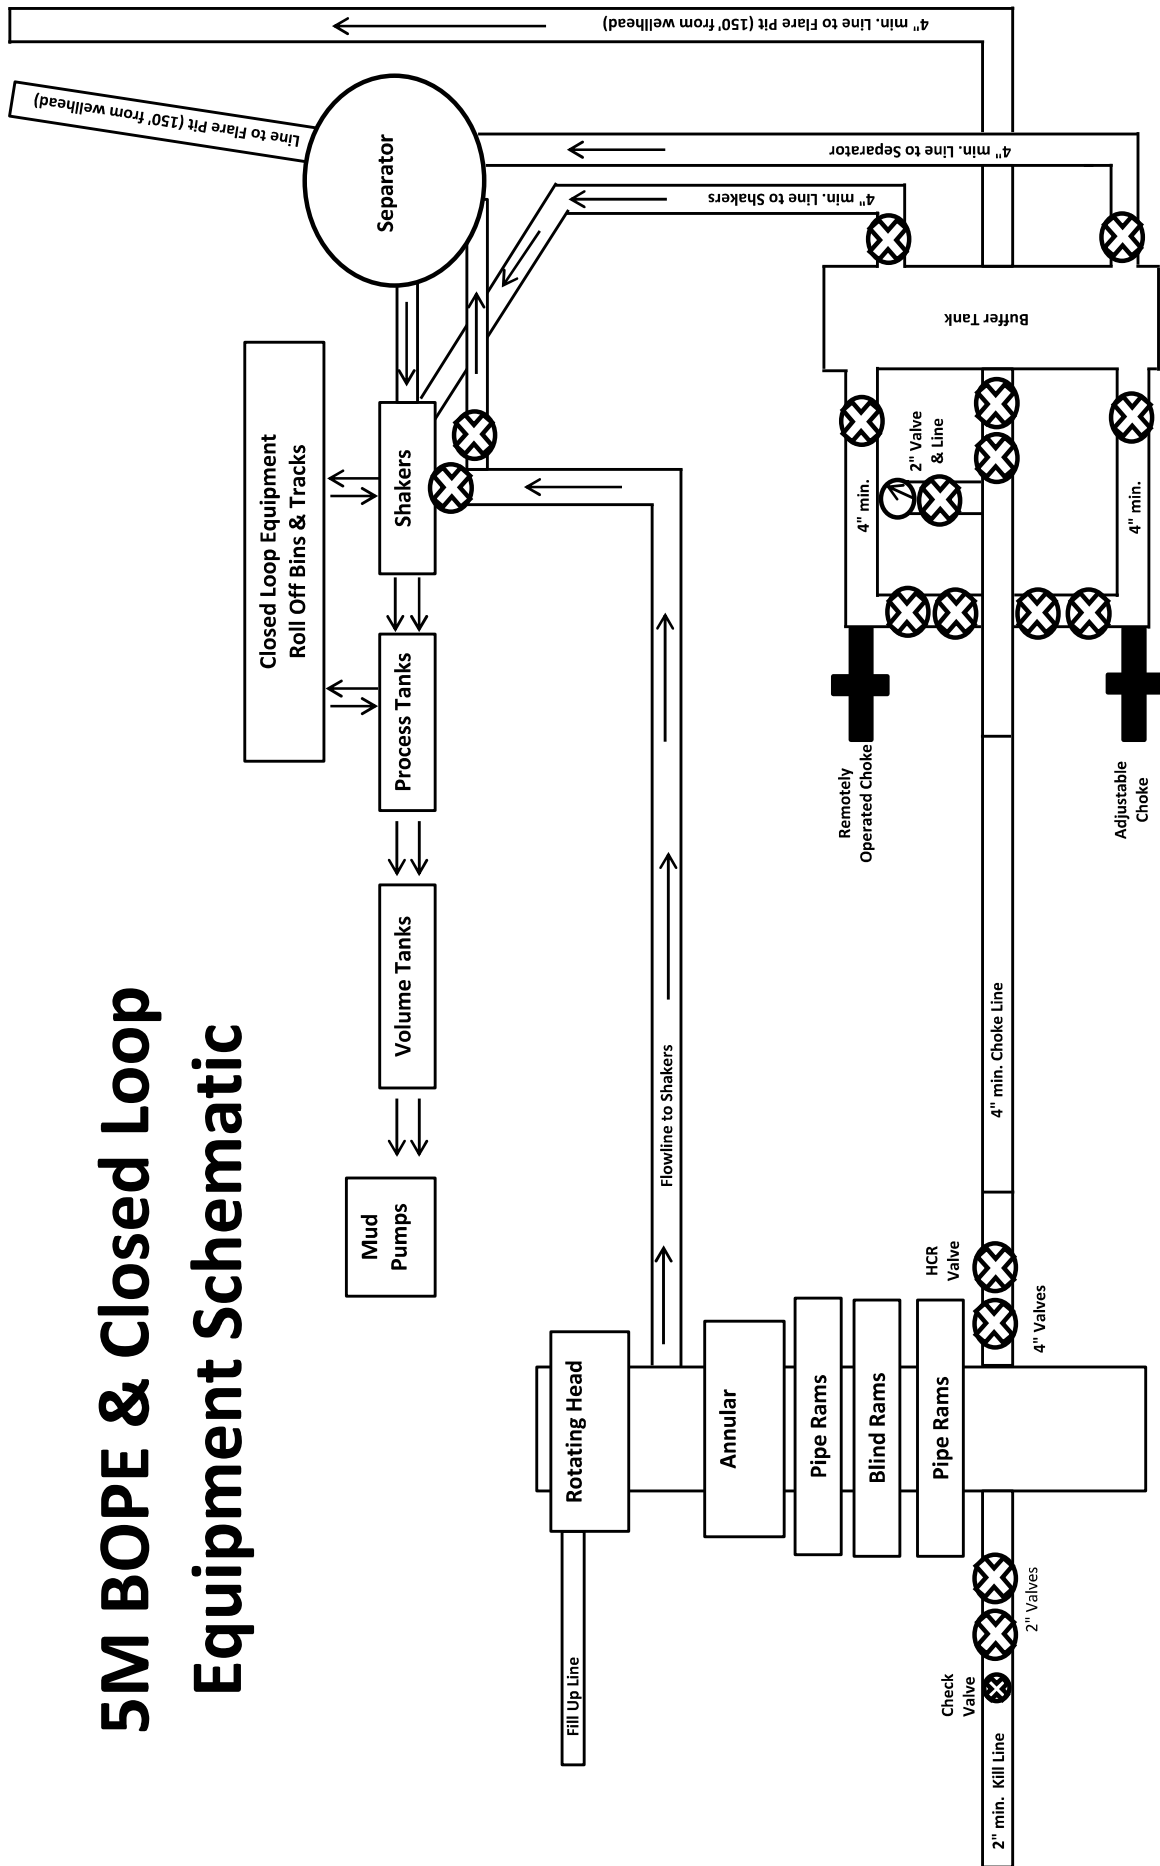 5M BOPE & Closed Loop
Equipment Schematic
Mud
Pumps
Volume Tanks
Process Tanks
Shakers
Closed Loop Equipment
Roll Off Bins & Tracks
Separator
Line to Flare Pit (150' from wellhead)
4" min. Line to Flare Pit (150' from wellhead)
4" min. Line to Separator
4" min. Line to Shakers
Fill Up Line
Rotating Head
Flowline to Shakers
Annular
Pipe Rams
Blind Rams
Pipe Rams
2" min. Kill Line
Check
Valve
2" Valves
HCR
Valve
4" Valves
4" min. Choke Line
Remotely
Operated Choke
Adjustable
Choke
4" min.
2" Valve
& Line
4" min.
Buffer Tank